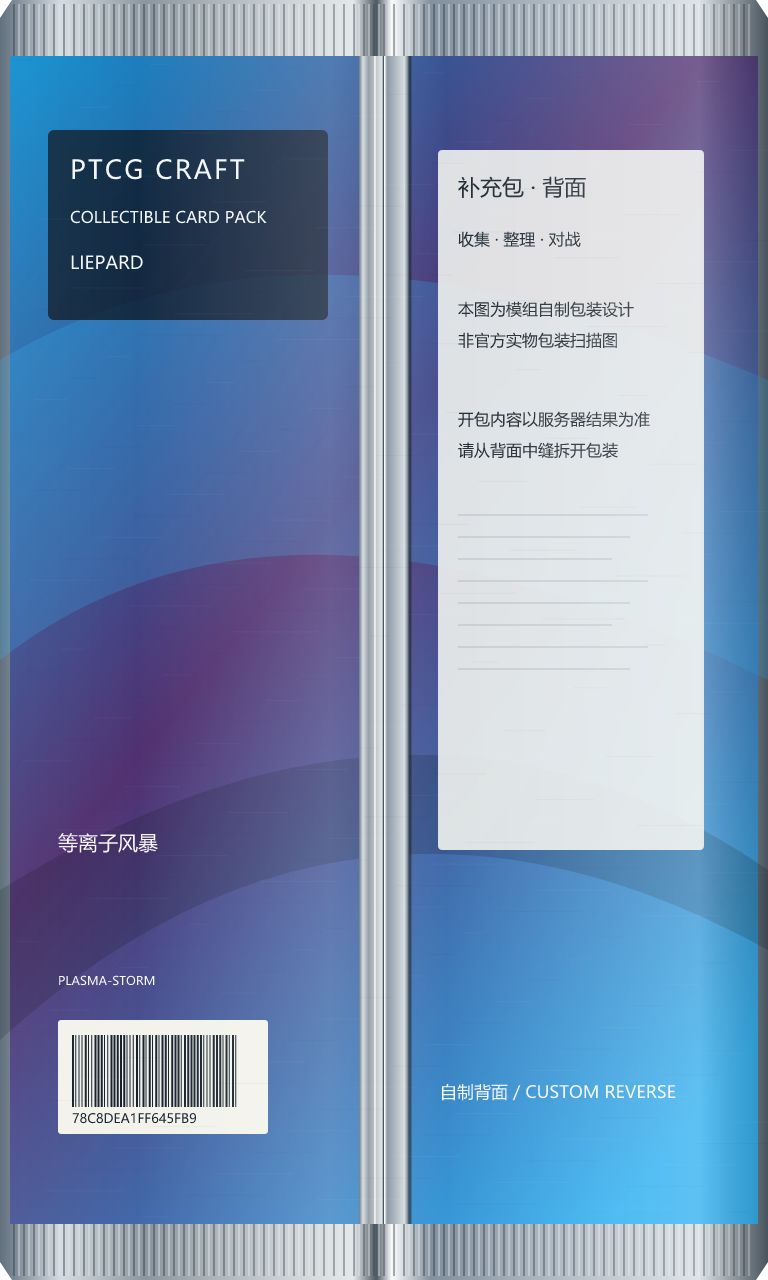 PTCG CRAFT
COLLECTIBLE CARD PACK
LIEPARD
等离子风暴
PLASMA-STORM
78C8DEA1FF645FB9
补充包 · 背面
收集 · 整理 · 对战
本图为模组自制包装设计
非官方实物包装扫描图
开包内容以服务器结果为准
请从背面中缝拆开包装
自制背面 / CUSTOM REVERSE